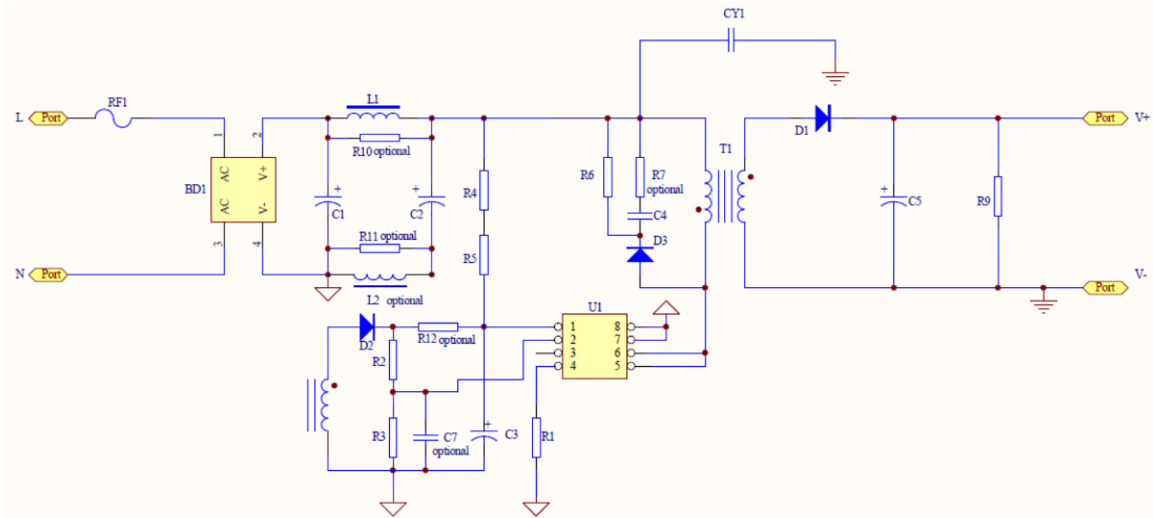 CY1
RF1
L Port
L1
R10 optional
1 2
AC V+
BD1
AC V-
3 4
C1
C2
R4
R6
R7
optional
C4
T1
D1
Port V+
C5
R9
R11 optional
N Port
R5
D3
L2 optional
Port V-
U1
D2
R12
optional
1 8
2 7
3 6
4 5
R2
R3
C7
optional
C3
R1